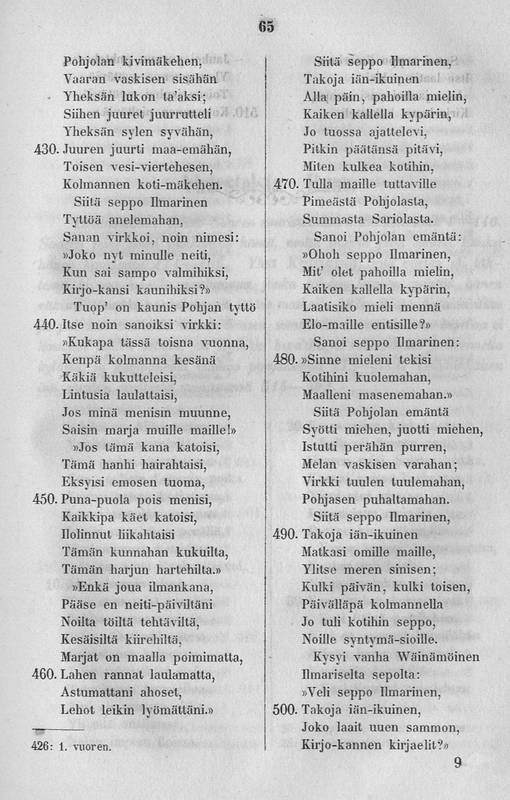 65
Pohjolan kivimäkehen,
Vaaran vaskisen sisähän
Yheksän lukon ta'aksi;
Siihen juuret juurrutteli
Yheksän sylen syvähän,
430. Juuren juurti maa-emähän,
Toisen vesi-viertehesen,
Kolmannen koti-mäkehen.
Siitä seppo Ilmarinen
Tyttöä anelemahan,
Sanan virkkoi, noin nimesi:
»Joko nyt minulle neiti,
Kun sai sampo valmihiksi,
Kirjo-kansi kaunihiksi?»
Tuop' on kaunis Pohjan tyttö
440. Itse noin sanoiksi virkki:
»Kukapa tässä toisna vuonna,
Kenpä kolmanna kesänä
Käkiä kukutteleisi,
Lintusia laulattaisi,
Jos minä menisin muunne,
Saisin marja muille maille!»
»Jos tämä kana katoisi,
Tämä hanhi hairahtaisi,
Eksyisi emosen tuoma,
450. Puna-puola pois menisi,
Kaikkipa käet katoisi,
Ilolinnut liikahtaisi
Tämän kunnahan kukuilta,
Tämän harjun hartehilta.»
»Enkä joua ilmankana,
Pääse en neiti-päiviltäni
Noilta töiltä tehtäviltä,
Kesäisiltä kiirehiltä,
Marjat on maalla poimimatta,
460. Lahen rannat laulamatta,
Astumattani ahoset,
Lehot leikin lyömättäni.»
426: 1. vuoren.
Siitä seppo Ilmarinen,
Takoja iän-ikuinen
Alla päin, pahoilla mielin,
Kaiken kallella kypärin,
Jo tuossa ajattelevi,
Pitkin päätänsä pitävi,
Miten kulkea kotihin,
470. Tulla maille tuttaville
Pimeästä Pohjolasta,
Summasta Sariolasta.
Sanoi Pohjolan emäntä:
»Ohoh seppo Ilmarinen,
Mit' olet pahoilla mielin,
Kaiken kallella kypärin,
Laatisiko mieli mennä
Elo-maille entisille?»
Sanoi seppo Ilmarinen:
480. »Sinne mieleni tekisi
Kotihini kuolemahan,
Maalleni masenemahan.»
Siitä Pohjolan emäntä
Syötti miehen, juotti miehen,
Istutti perähän purren,
Melan vaskisen varahan;
Virkki tuulen tuulemahan,
Pohjasen puhaltamahan.
Siitä seppo Ilmarinen,
490. Takoja iän-ikuinen
Matkasi omille maille,
Ylitse meren sinisen;
Kulki päivän, kulki toisen,
Päivälläpä kolmannella
Jo tuli kotihin seppo,
Noille syntymä-sioille.
Kysyi vanha Wäinämöinen
Ilmariselta sepolta:
»Veli seppo Ilmarinen,
500. Takoja iän-ikuinen,
Joko laait uuen sammon,
Kirjo-kannen kirjaelit?»
9